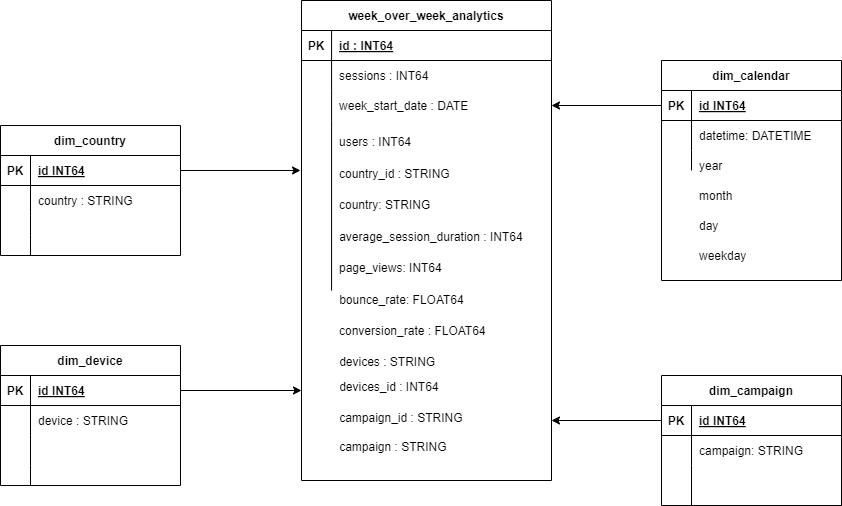 week_over_week_analytics
PK id : INT64
sessions : INT64
week_start_date : DATE
users : INT64
country_id : STRING
country: STRING
average_session_duration : INT64
page_views: INT64
bounce_rate: FLOAT64
conversion_rate : FLOAT64
devices : STRING
devices_id : INT64
campaign_id : STRING
campaign : STRING
dim_country
PK id INT64
country : STRING
dim_device
PK id INT64
device : STRING
dim_calendar
PK id INT64
datetime: DATETIME
year
month
day
weekday
dim_campaign
PK id INT64
campaign: STRING